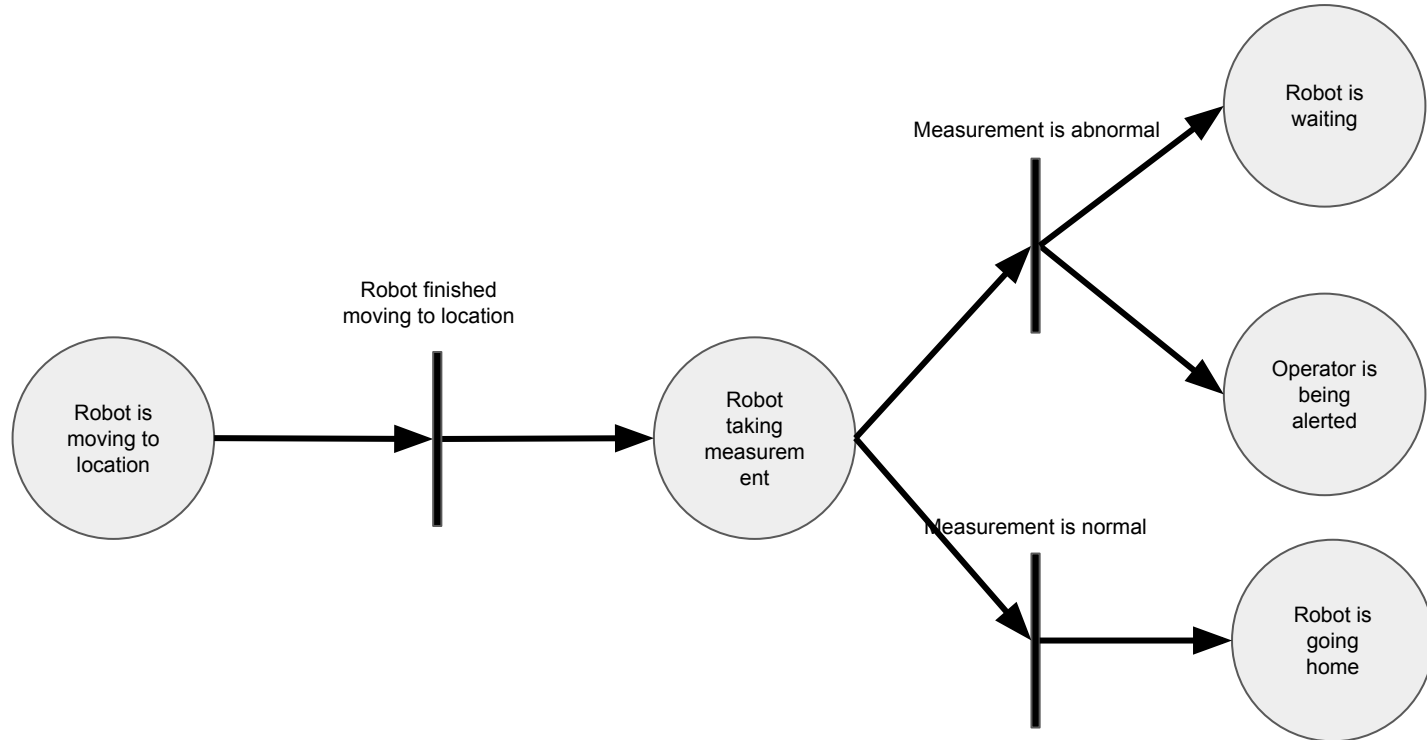 Robot is
moving to
location
Robot finished
moving to location
Robot
taking
measurem
ent
Measurement is abnormal
Robot is
waiting
Operator is
being
alerted
Measurement is normal
Robot is
going
home